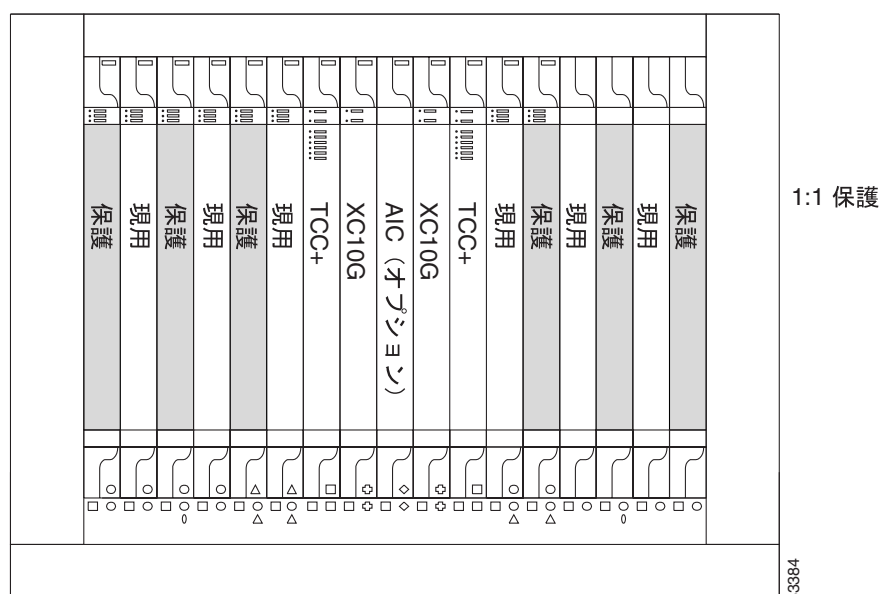 保護
現用
保護
現用
保護
現用
TCC+
XC10G
AIC（オプション）
XC10G
TCC+
現用
保護
現用
保護
現用
保護
1:1 保護
3384